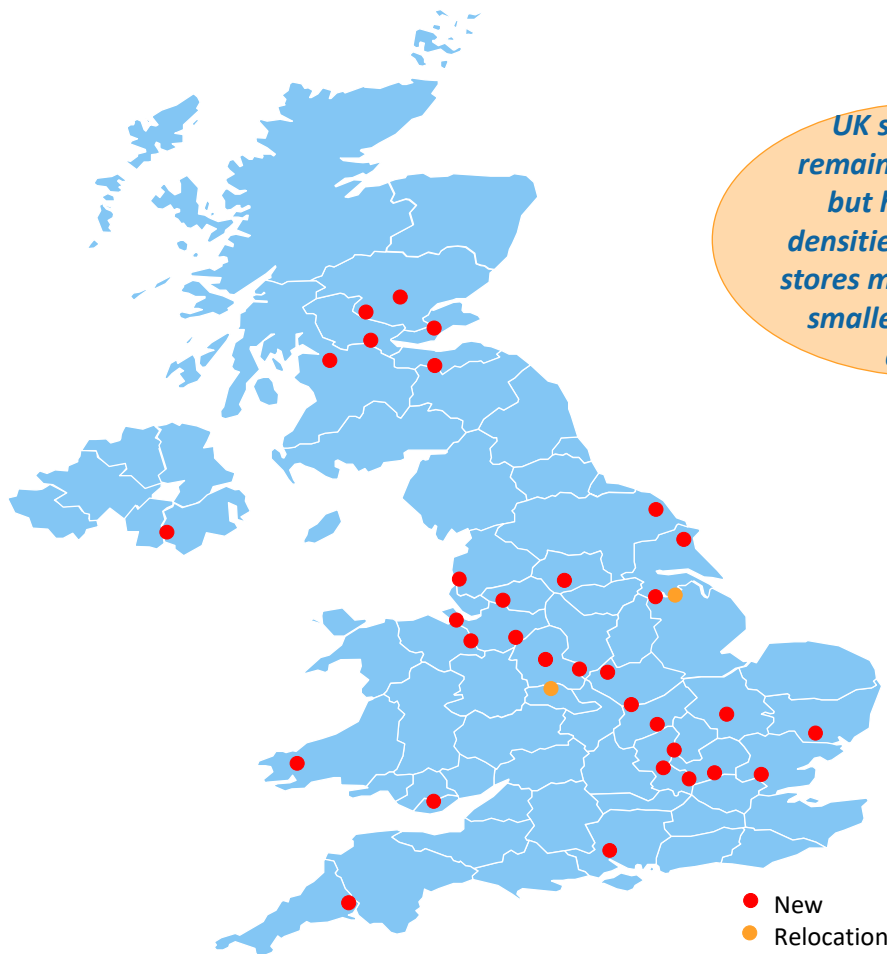 UK s
remain
but h
densitie
stores m
smalle
New
Relocation